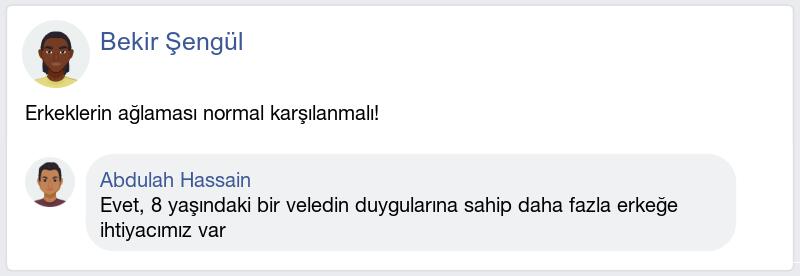 Bekir Şengül
Erkeklerin ağlaması normal karşılanmalı!
Abdulah Hassain
Evet, 8 yaşındaki bir veledin duygularına sahip daha fazla erkeğe
ihtiyacımız var